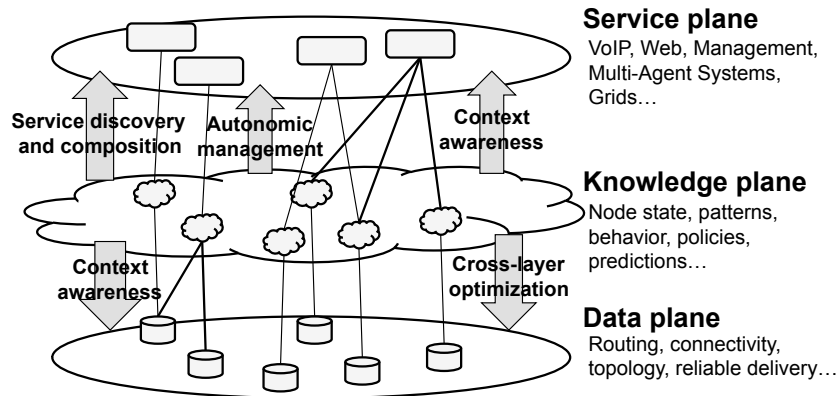 Service plane
VoIP, Web, Management,
Multi-Agent Systems,
Grids…
Service discovery
and composition
Autonomic
management
Context
awareness
Knowledge plane
Node state, patterns,
behavior, policies,
predictions…
Context
awareness
Cross-layer
optimization
Data plane
Routing, connectivity,
topology, reliable delivery…